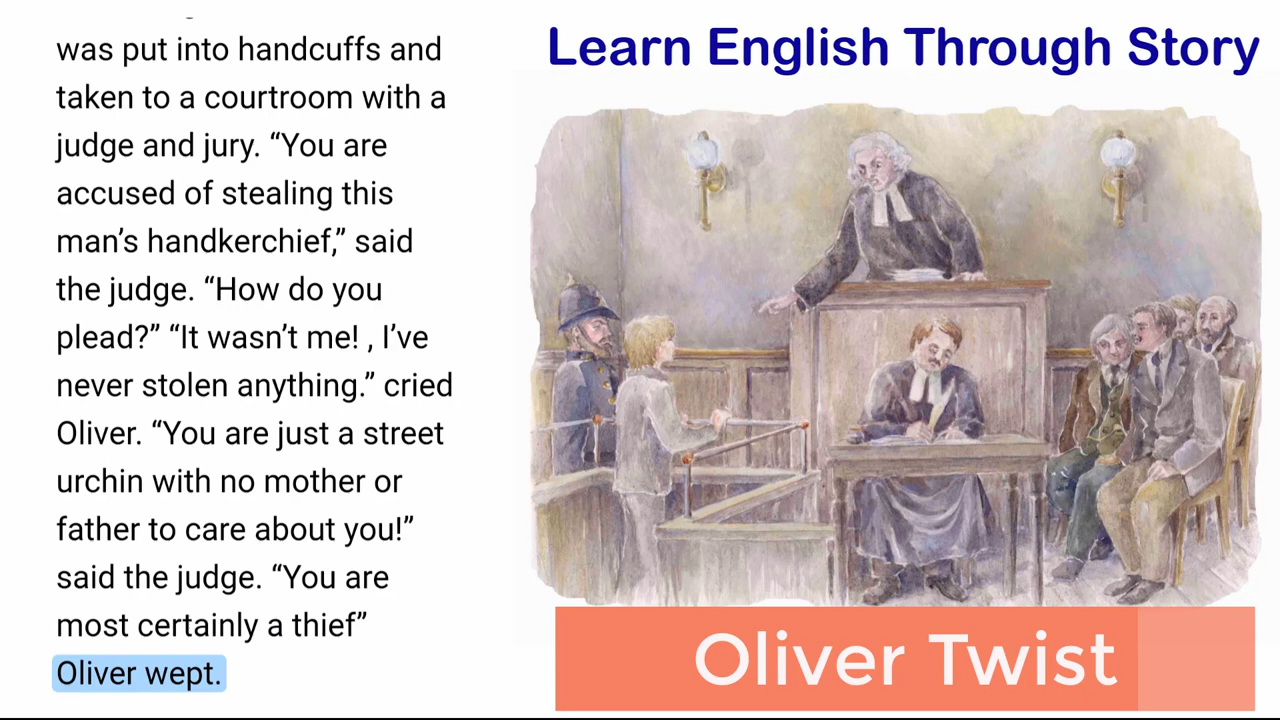 was put into handcuffs and
taken to a courtroom with a
judge and jury. “You are
accused of stealing this
man’s handkerchief,” said
the judge. “How do you
plead?” “It wasn’t me! , I’ve
never stolen anything.” cried
Oliver. “You are just a street
urchin with no mother or
father to care about you!”
said the judge. “You are
most certainly a thief”
Oliver wept.
Learn English Through Story
Oliver Twist